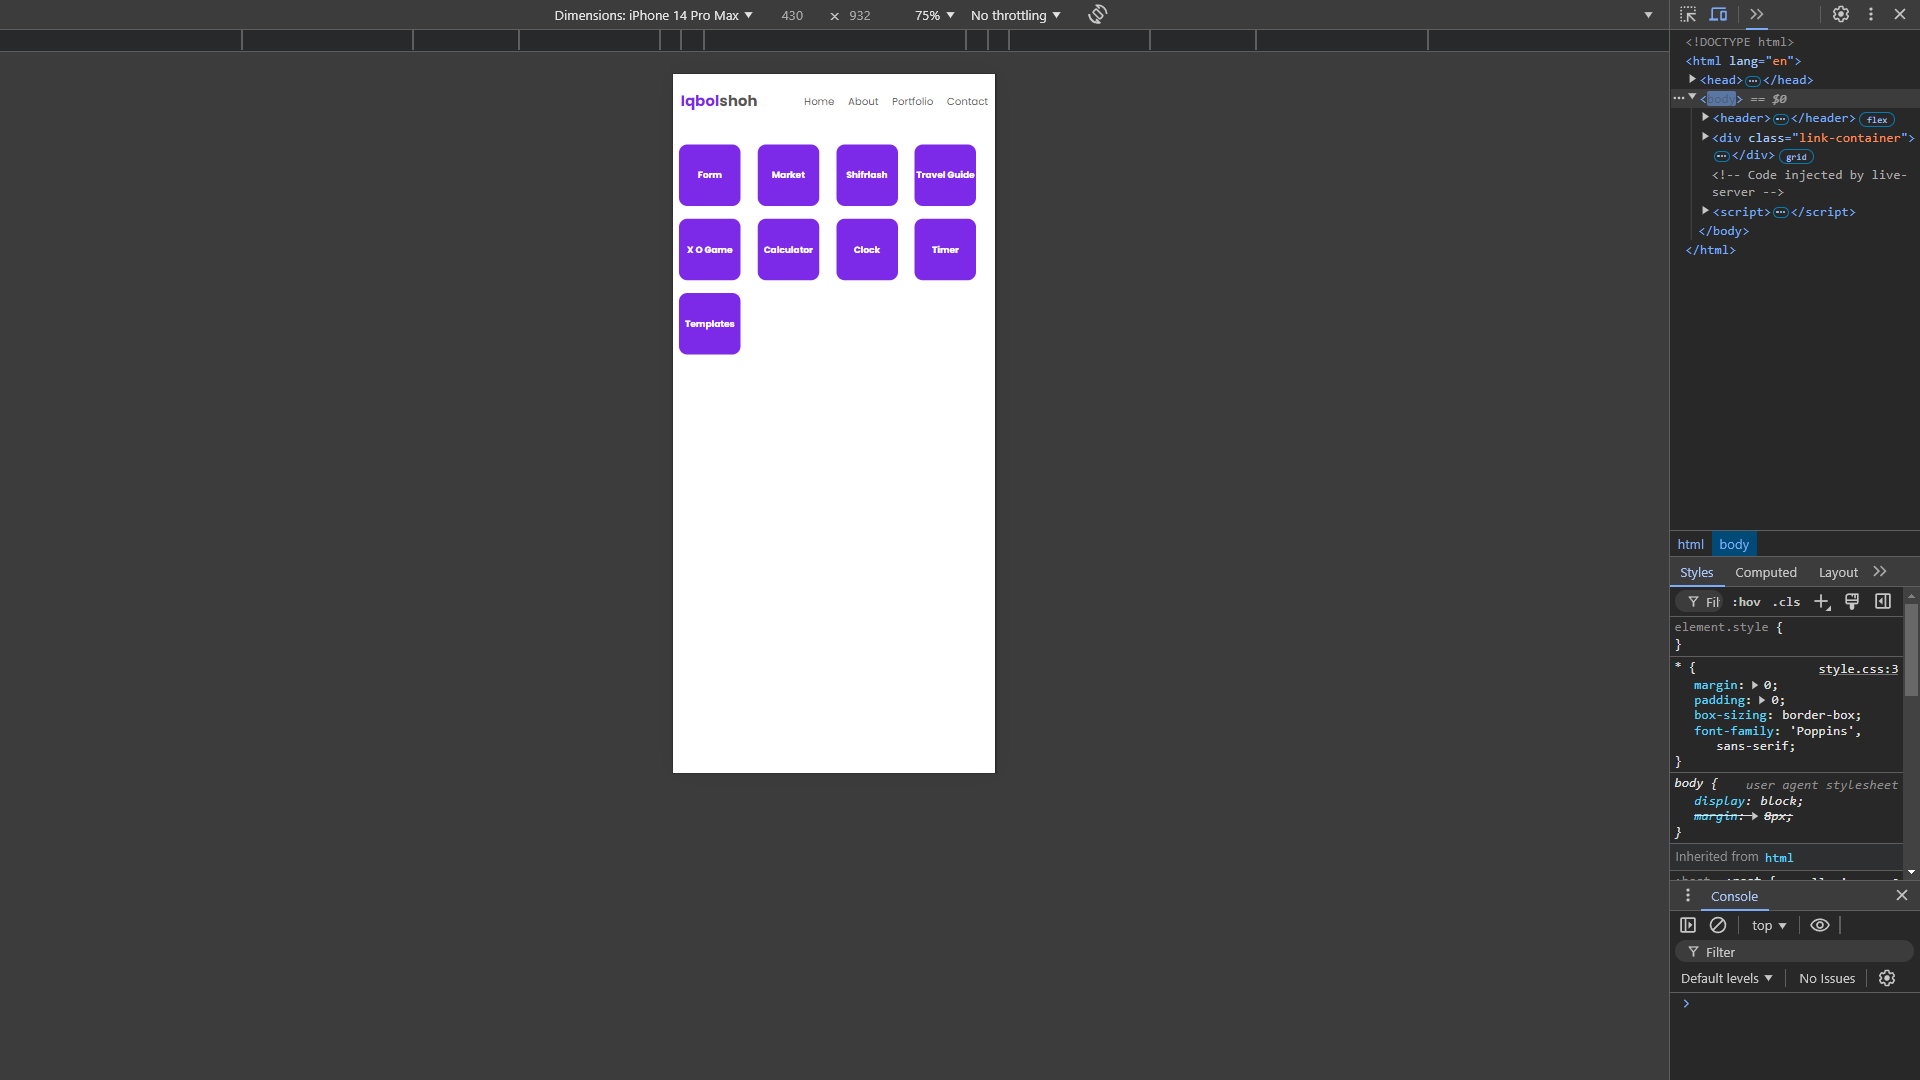 Dimensions: iPhone 14 Pro Max ▼ 430 × 932 75% ▼ No throttling ▼
<!DOCTYPE html>
<html lang="en">
<head> ⋯ </head>
⋯ <body> == $0
<header> ⋯ </header> flex
<div class="link-container">
⋯ </div> grid
<!-- Code injected by live-
server -->
<script> ⋯ </script>
</body>
</html>
Iqbolshoh Home About Portfolio Contact
Form Market Shifrlash Travel Guide
X O Game Calculator Clock Timer
Templates
html body
Styles Computed Layout
Fil :hov .cls
element.style {
}
* { style.css:3
margin: 0;
padding: 0;
box-sizing: border-box;
font-family: 'Poppins',
sans-serif;
}
body { user agent stylesheet
display: block;
margin: 8px;
}
Inherited from html
Console
top ▼
Filter
Default levels ▼ No Issues